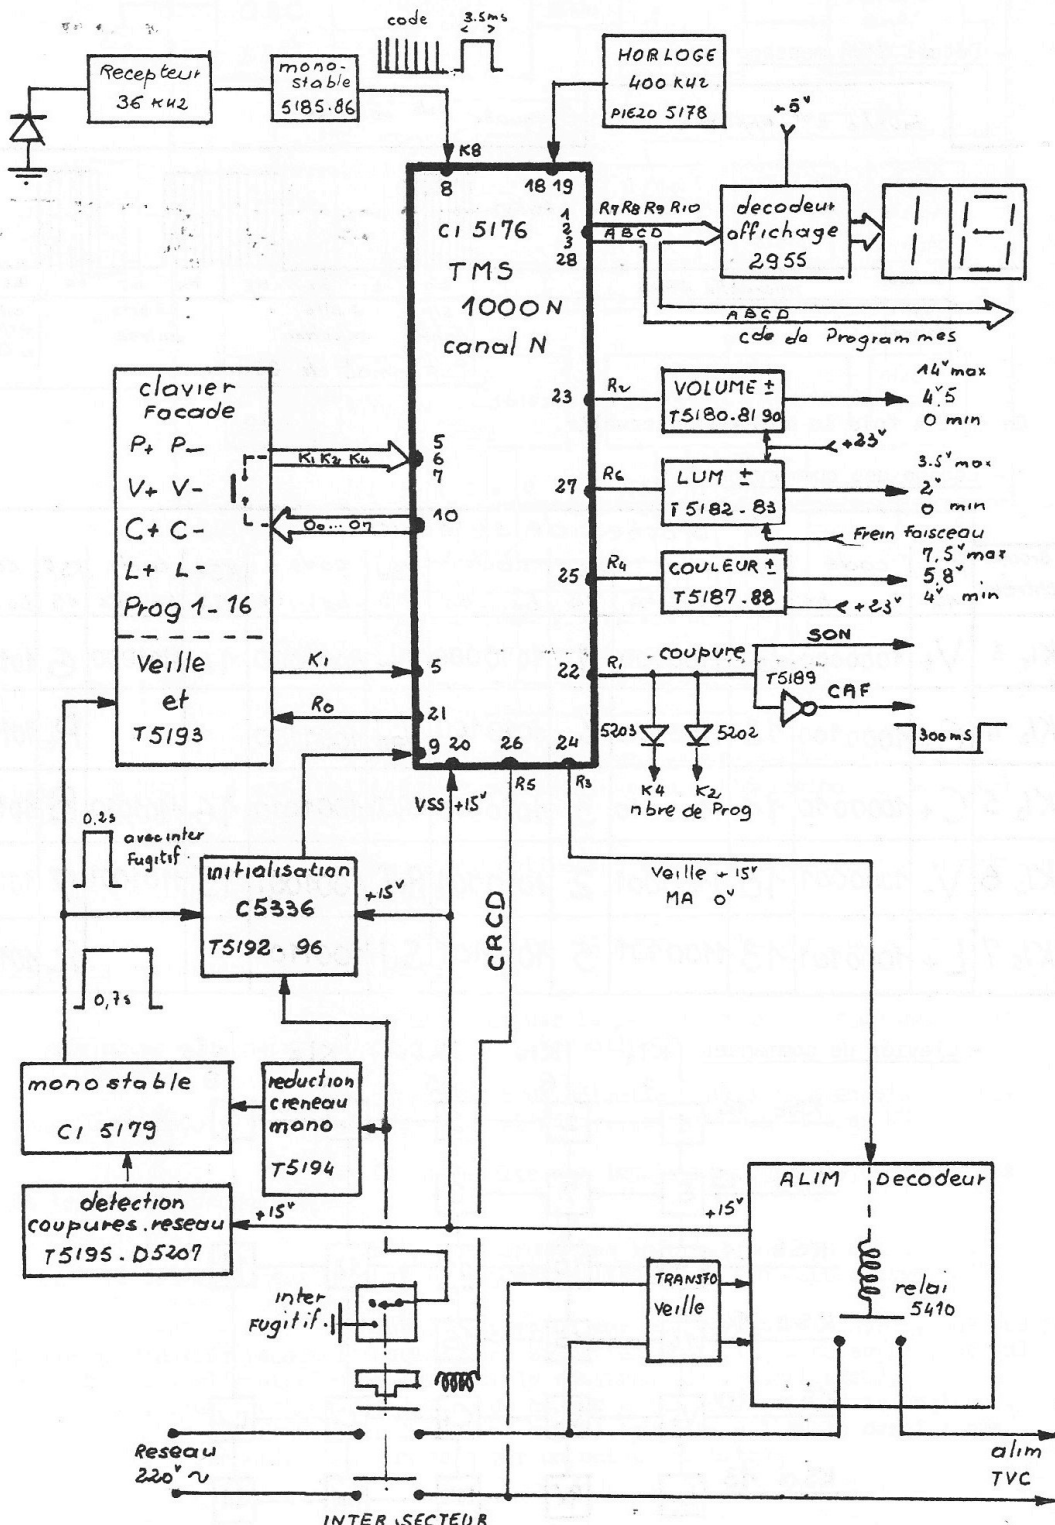 code
3.5ms
Recepteur
36 KHz
mono-
stable
5185.86
HORLOGE
400 KHz
PIEZO 5178
+5v
K8
8
18 19
CI 5176
TMS
1000N
canal N
1
2
3
28
R7 R8 R9 R10
ABCD
decodeur
affichage
2955
ABCD
cde de Programmes
clavier
Facade
P+ P-
V+ V-
C+ C-
L+ L-
Prog 1-16
Veille
et
T5193
K1 K2 K4
5
6
7
O0....O7
10
K1
5
R0
21
9
20
26
24
VSS
+15v
R5
R3
23
R2
VOLUME ±
T5180.81 90
14v max
4v.5
0 min
+23v
27
R6
LUM ±
T5182-83
3.5v max
2v
0 min
Frein faisceau
25
R4
COULEUR ±
T5187.88
7,5v max
5,8v
4v min
+23v
22
R1
coupure
SON
T5189
CAF
300ms
5203
5202
K4
K2
nbre de Prog
0,2s
avec inter
Fugitif.
initialisation
C5336
T5192.96
+15v
0,7s
CRCD
Veille +15v
MA 0v
mono stable
CI 5179
reduction
creneau
mono
T5194
detection
coupures.reseau
T5195.D5207
+15v
+15v
ALIM Decodeur
relai
5410
TRANSFO
Veille
inter
Fugitif.
Reseau
220v ~
alim
TVC
INTER SECTEUR